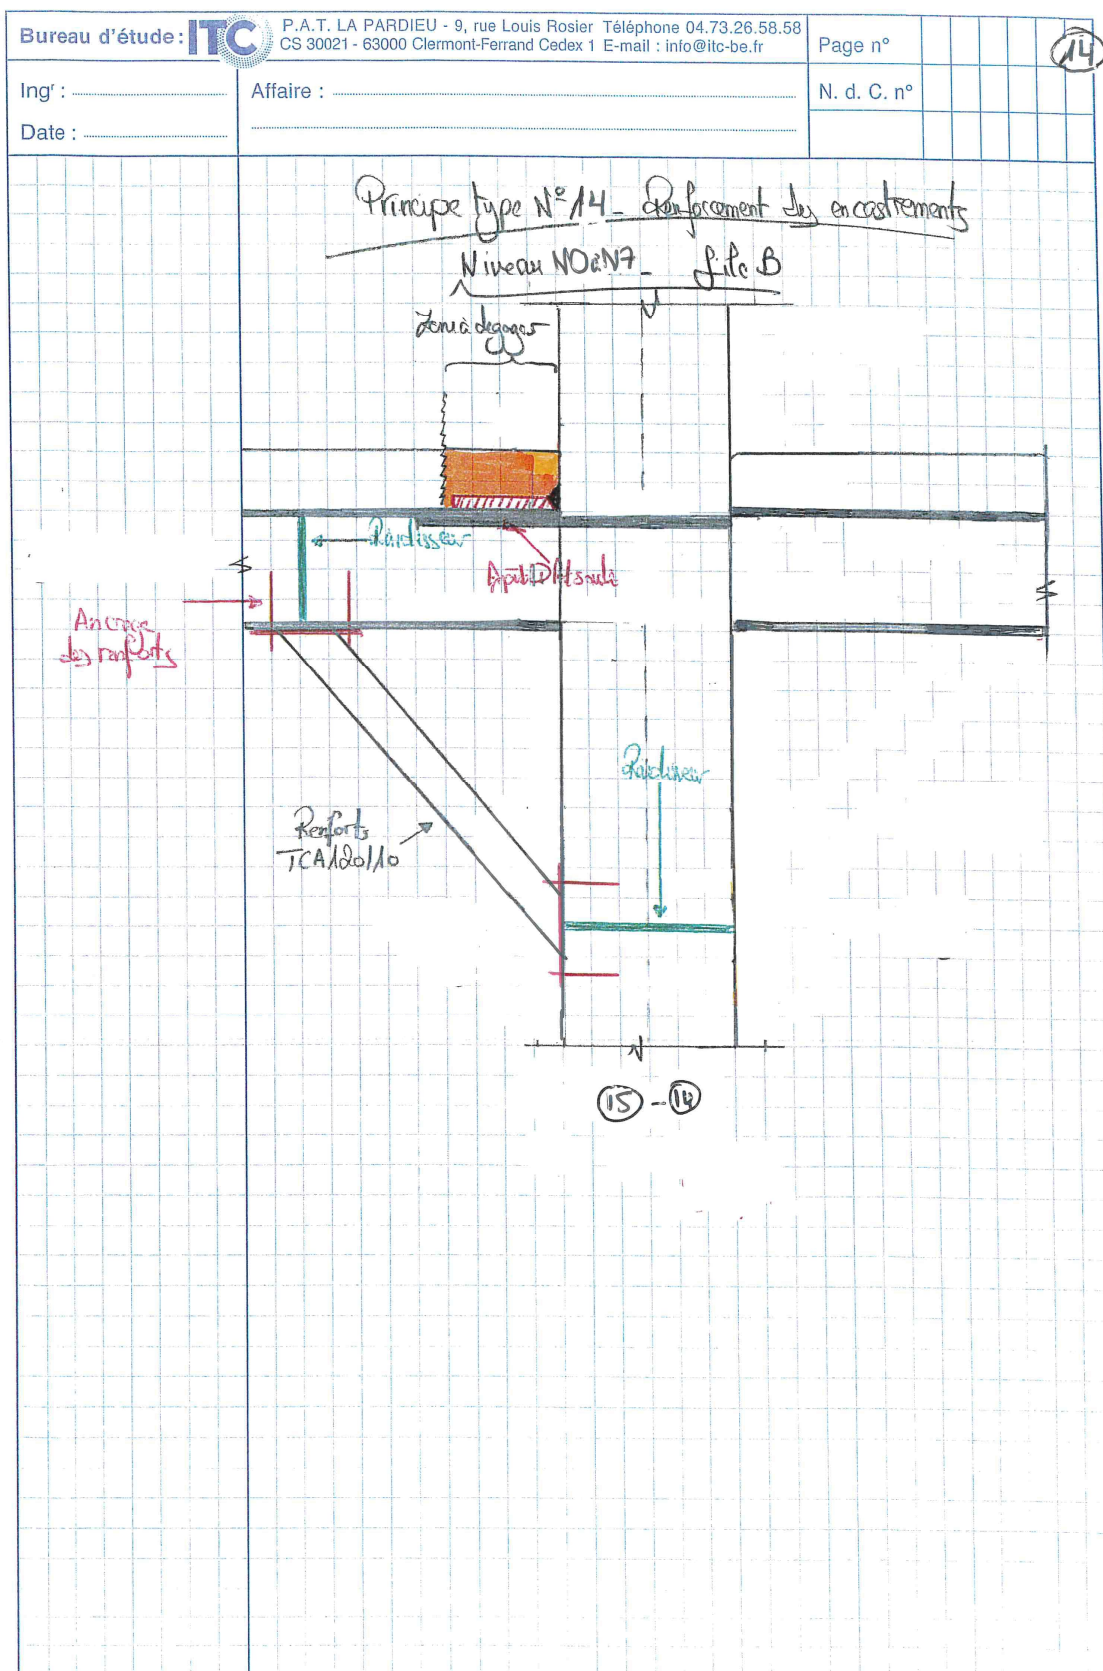 Bureau d'étude : ITC
P.A.T. LA PARDIEU - 9, rue Louis Rosier Téléphone 04.73.26.58.58
CS 30021 - 63000 Clermont-Ferrand Cedex 1 E-mail : info@itc-be.fr
Page n°
14
Ingʳ :
Affaire :
N. d. C. n°
Date :
Principe type N° 14 - Renforcement des encastrements
Niveau N0 à N7 - file B
Zone à dégager
Raidisseur
soudé
Ancrage
des renforts
Raidisseur
Renforts
TCA120/10
15 - 14